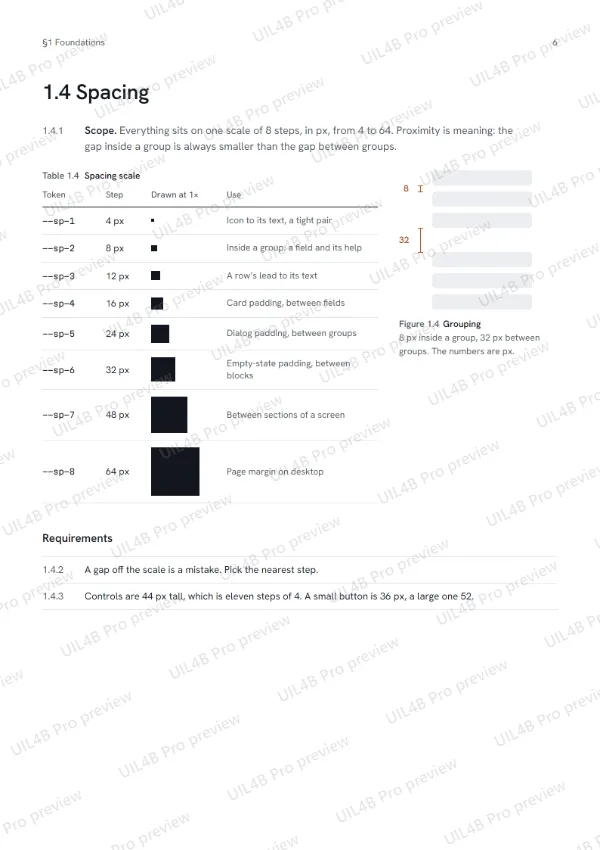 §1 Foundations 6
1.4 Spacing
1.4.1 Scope. Everything sits on one scale of 8 steps, in px, from 4 to 64. Proximity is meaning: the
gap inside a group is always smaller than the gap between groups.
Table 1.4 Spacing scale
Token Step Drawn at 1× Use
--sp-1 4 px Icon to its text, a tight pair
--sp-2 8 px Inside a group: a field and its help
--sp-3 12 px A row's lead to its text
--sp-4 16 px Card padding, between fields
--sp-5 24 px Dialog padding, between groups
--sp-6 32 px Empty-state padding, between
blocks
--sp-7 48 px Between sections of a screen
--sp-8 64 px Page margin on desktop
8
32
Figure 1.4 Grouping
8 px inside a group, 32 px between
groups. The numbers are px.
Requirements
1.4.2 A gap off the scale is a mistake. Pick the nearest step.
1.4.3 Controls are 44 px tall, which is eleven steps of 4. A small button is 36 px, a large one 52.
UIL4B Pro preview